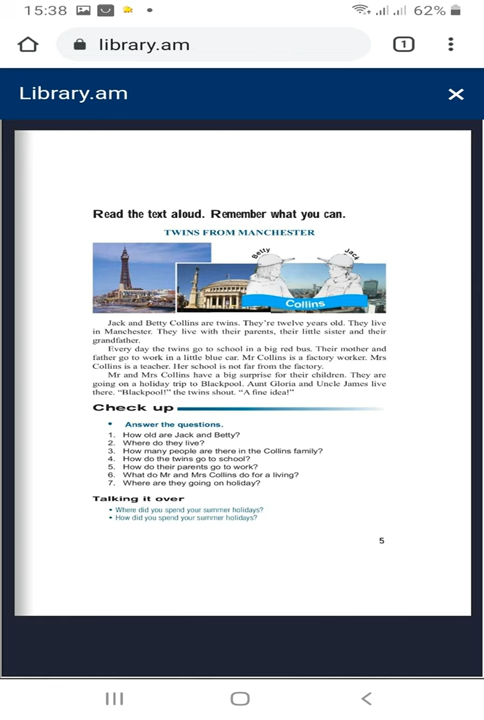 15:38
62%
library.am
1
Library.am
×
Read the text aloud. Remember what you can.
TWINS FROM MANCHESTER
Betty
Jack
Collins
Jack and Betty Collins are twins. They're twelve years old. They live
in Manchester. They live with their parents, their little sister and their
grandfather.
Every day the twins go to school in a big red bus. Their mother and
father go to work in a little blue car. Mr Collins is a factory worker. Mrs
Collins is a teacher. Her school is not far from the factory.
Mr and Mrs Collins have a big surprise for their children. They are
going on a holiday trip to Blackpool. Aunt Gloria and Uncle James live
there. “Blackpool!” the twins shout. “A fine idea!”
Check up
• Answer the questions.
1. How old are Jack and Betty?
2. Where do they live?
3. How many people are there in the Collins family?
4. How do the twins go to school?
5. How do their parents go to work?
6. What do Mr and Mrs Collins do for a living?
7. Where are they going on holiday?
Talking it over
• Where did you spend your summer holidays?
• How did you spend your summer holidays?
5